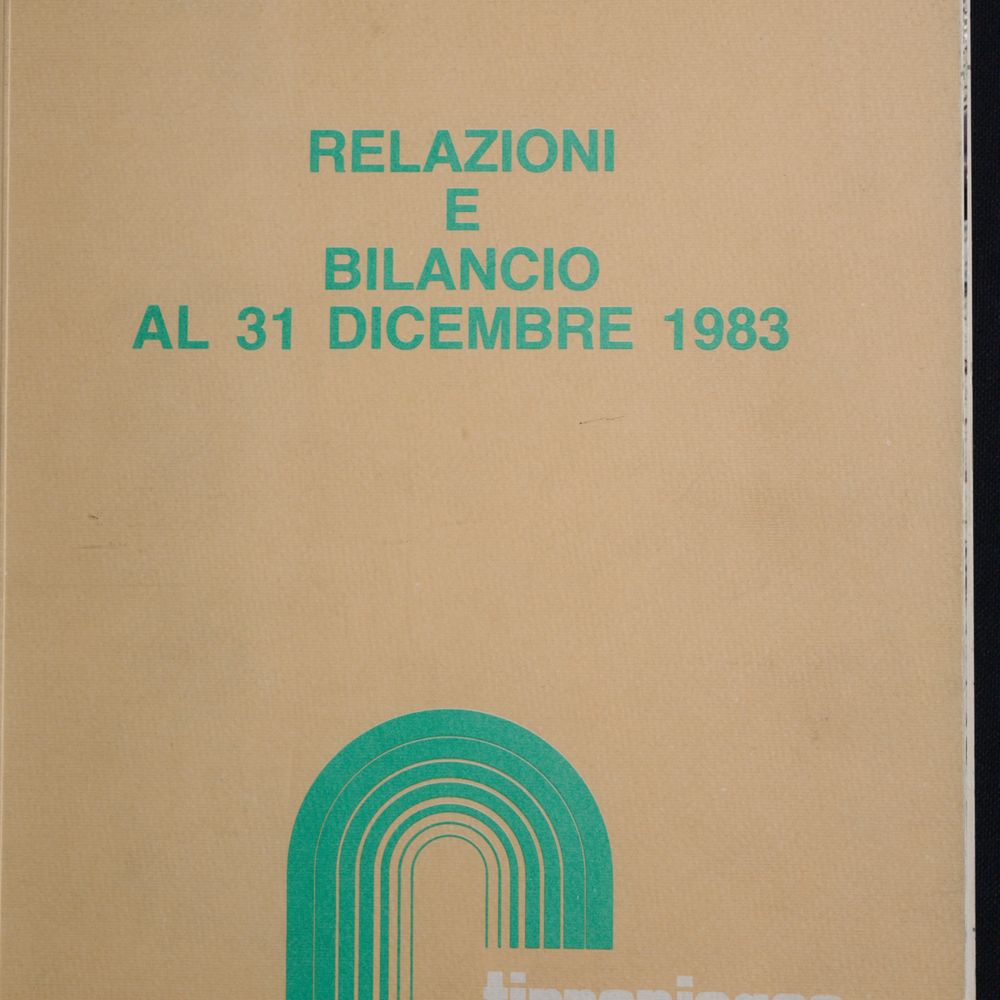 RELAZIONI
E
BILANCIO
AL 31 DICEMBRE 1983